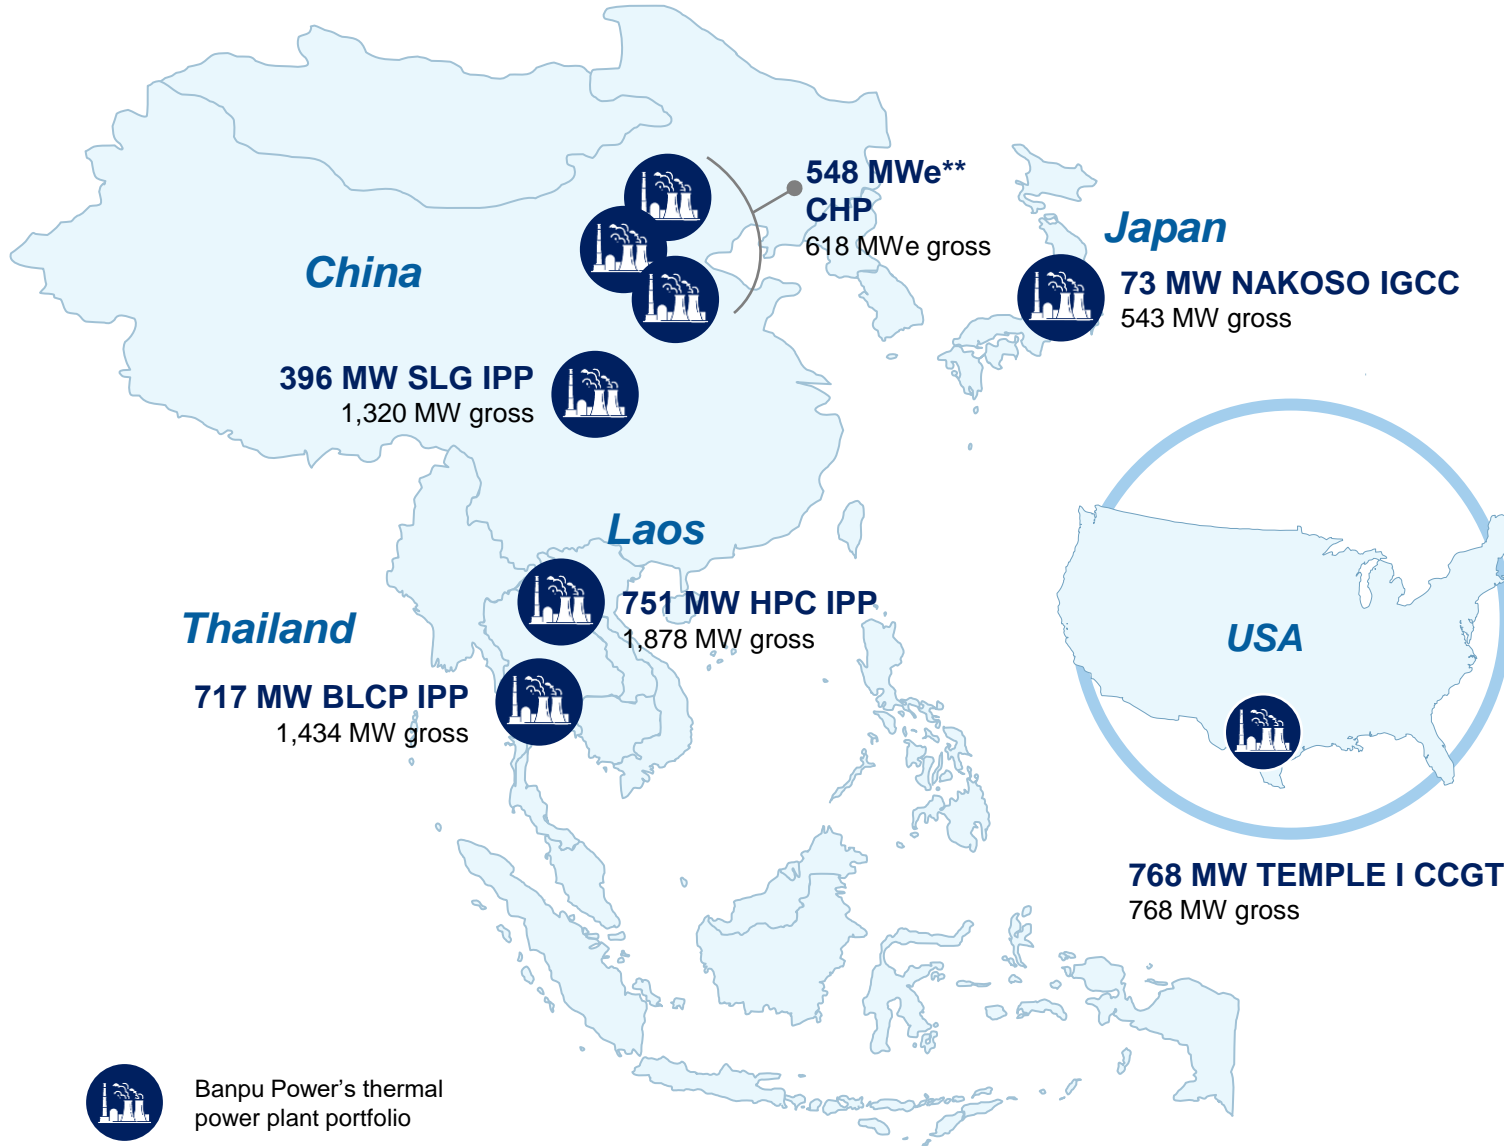 548 MWe**
CHP
618 MWe gross
Japan
73 MW NAKOSO IGCC
543 MW gross
China
396 MW SLG IPP
1,320 MW gross
Laos
751 MW HPC IPP
1,878 MW gross
Thailand
717 MW BLCP IPP
1,434 MW gross
USA
768 MW TEMPLE I CCGT
768 MW gross
Banpu Power’s thermal
power plant portfolio